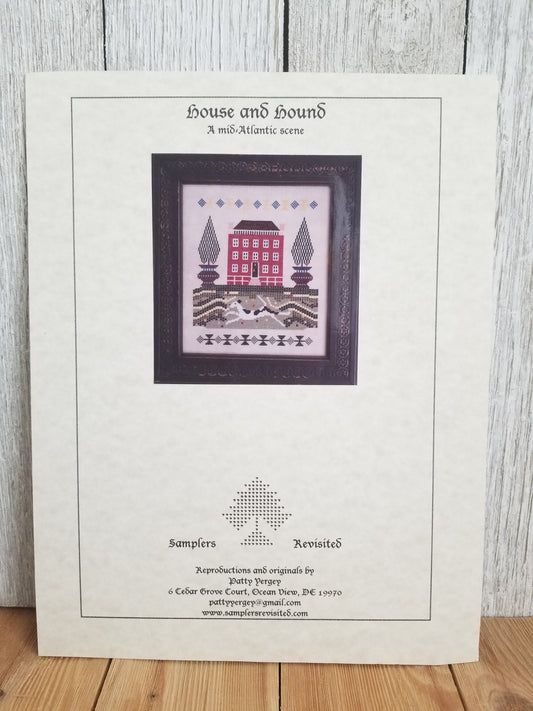 House and Hound
A mid-Atlantic scene
Samplers Revisited
Reproductions and originals by
Patty Yergey
6 Cedar Grove Court, Ocean View, DE 19970
pattyyergey@gmail.com
www.samplersrevisited.com